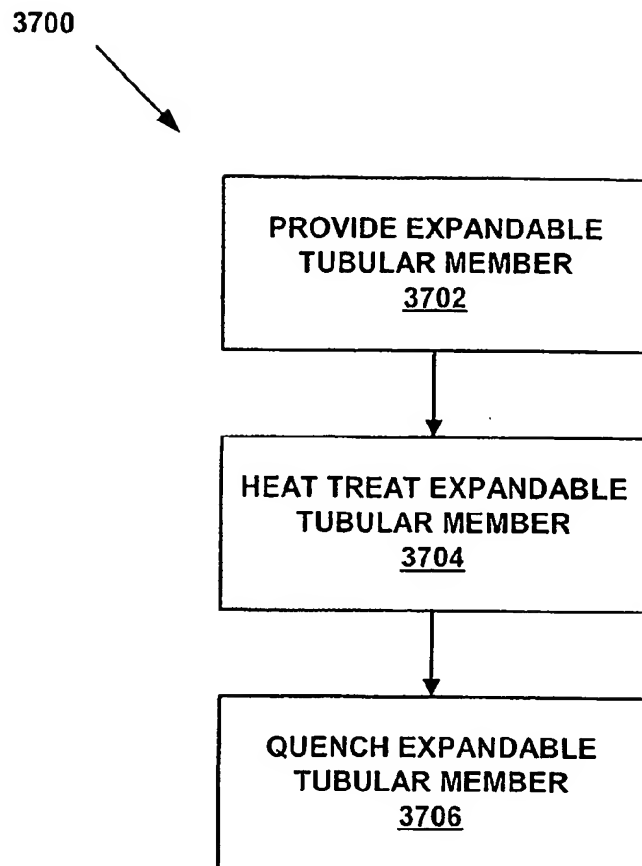 3700
PROVIDE EXPANDABLE
TUBULAR MEMBER
3702
HEAT TREAT EXPANDABLE
TUBULAR MEMBER
3704
QUENCH EXPANDABLE
TUBULAR MEMBER
3706